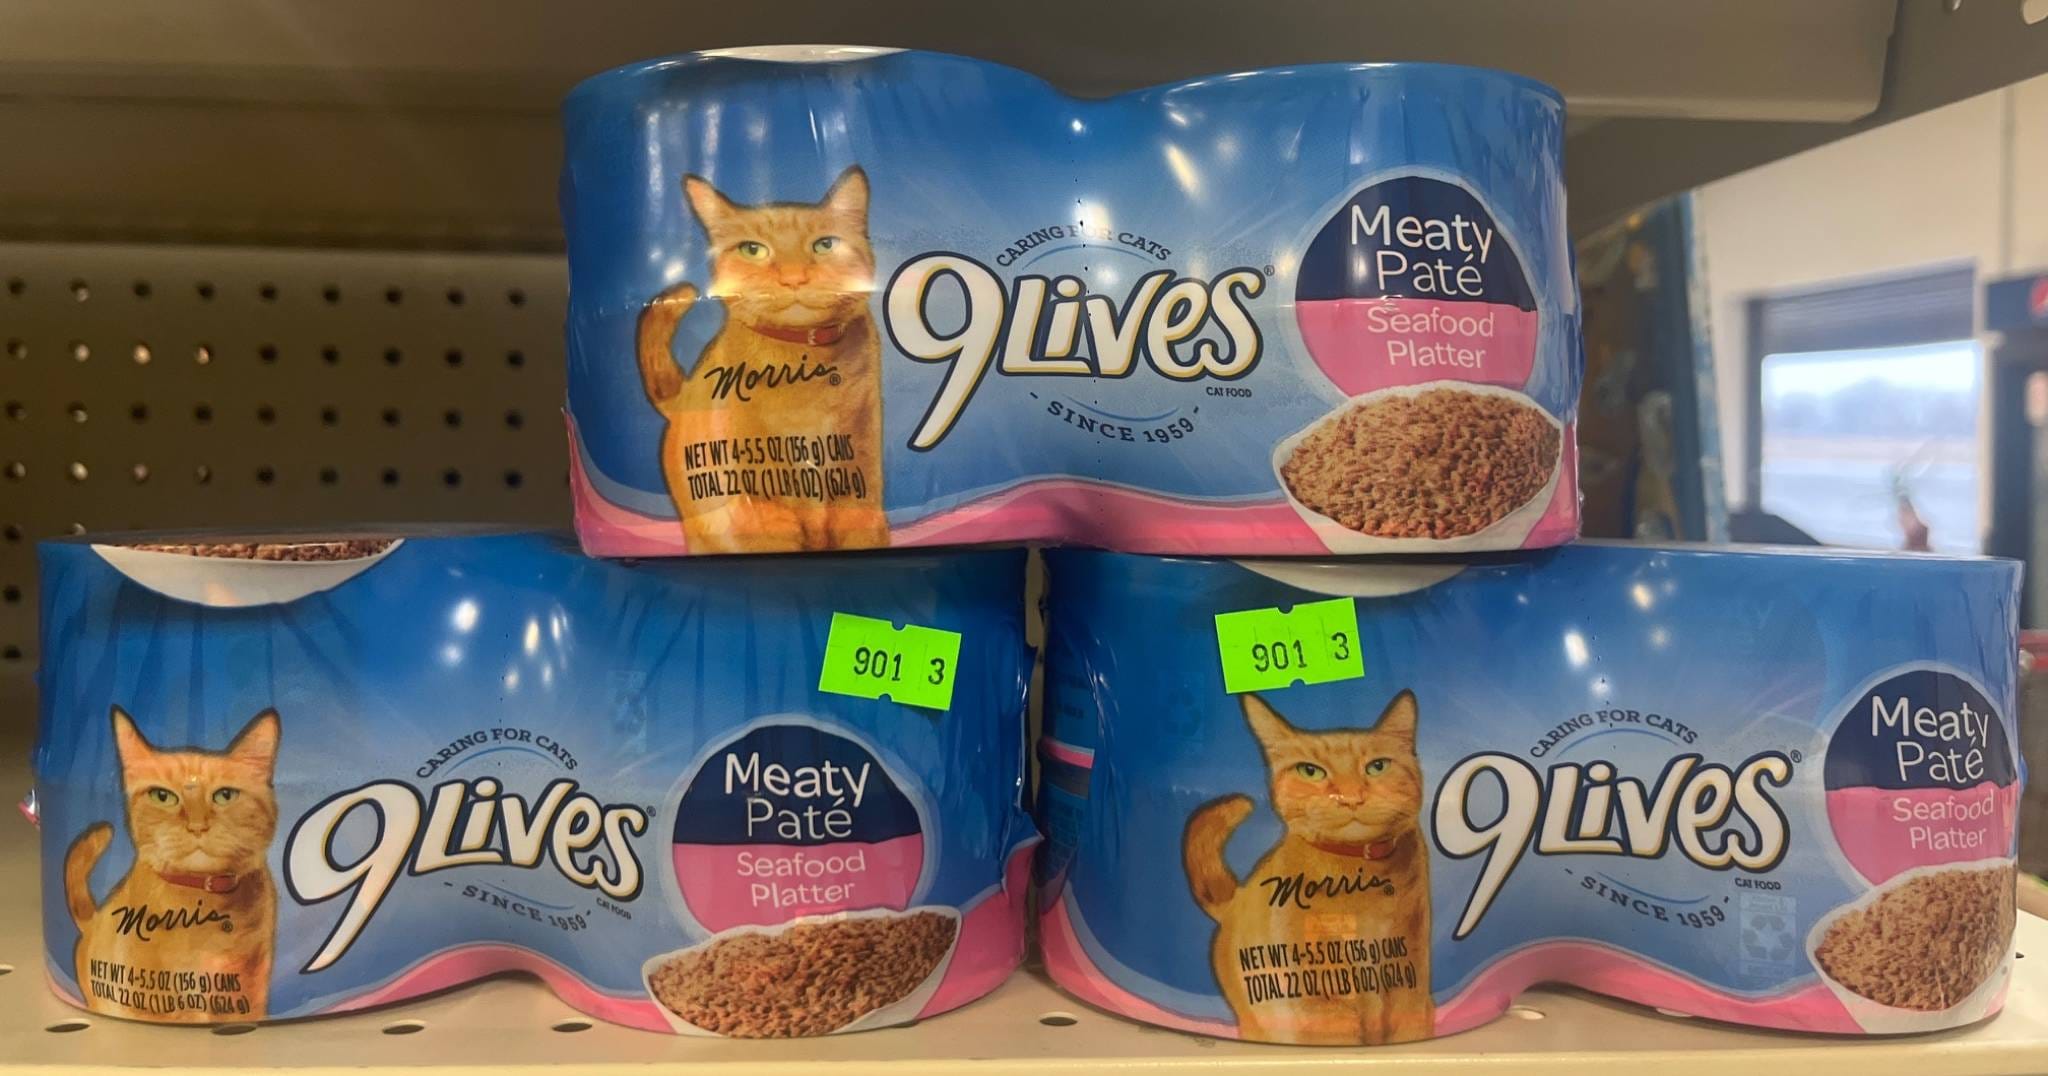 CARING FOR CATS
9Lives®
CAT FOOD
- SINCE 1959 -
Morris®
NET WT 4-5.5 OZ (156 g) CANS
TOTAL 22 OZ (1 LB 6 OZ) (624 g)
Meaty
Paté
Seafood
Platter
901 3
CARING FOR CATS
9Lives®
CAT FOOD
- SINCE 1959 -
Morris®
NET WT 4-5.5 OZ (156 g) CANS
TOTAL 22 OZ (1 LB 6 OZ) (624 g)
Meaty
Paté
Seafood
Platter
901 3
CARING FOR CATS
9Lives®
CAT FOOD
- SINCE 1959 -
Morris®
NET WT 4-5.5 OZ (156 g) CANS
TOTAL 22 OZ (1 LB 6 OZ) (624 g)
Meaty
Paté
Seafood
Platter